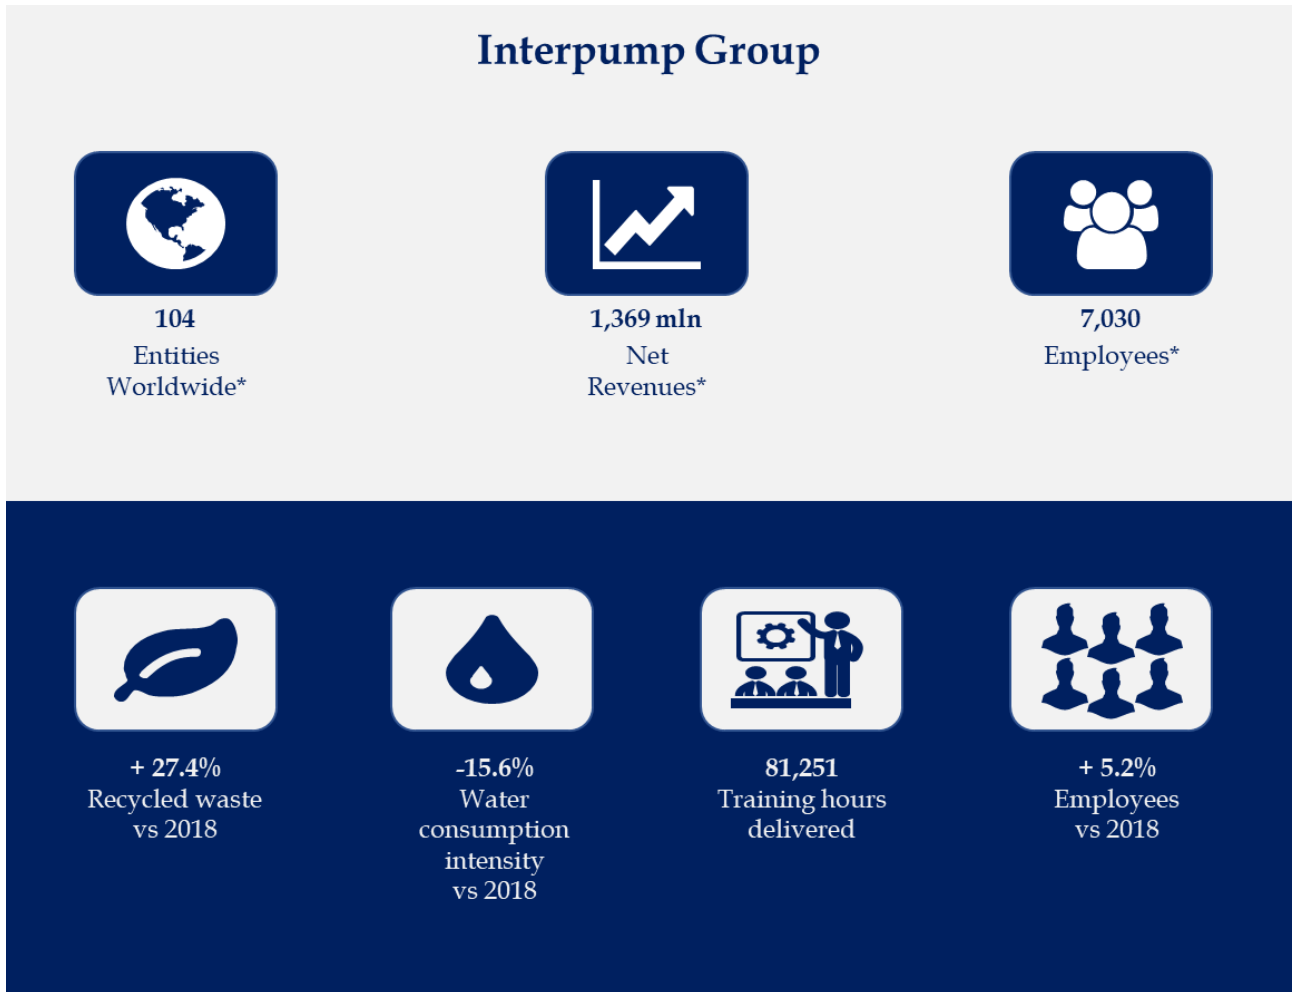 Interpump Group
104
Entities
Worldwide*
1,369 mln
Net
Revenues*
7,030
Employees*
+ 27.4%
Recycled waste
vs 2018
-15.6%
Water
consumption
intensity
vs 2018
81,251
Training hours
delivered
+ 5.2%
Employees
vs 2018